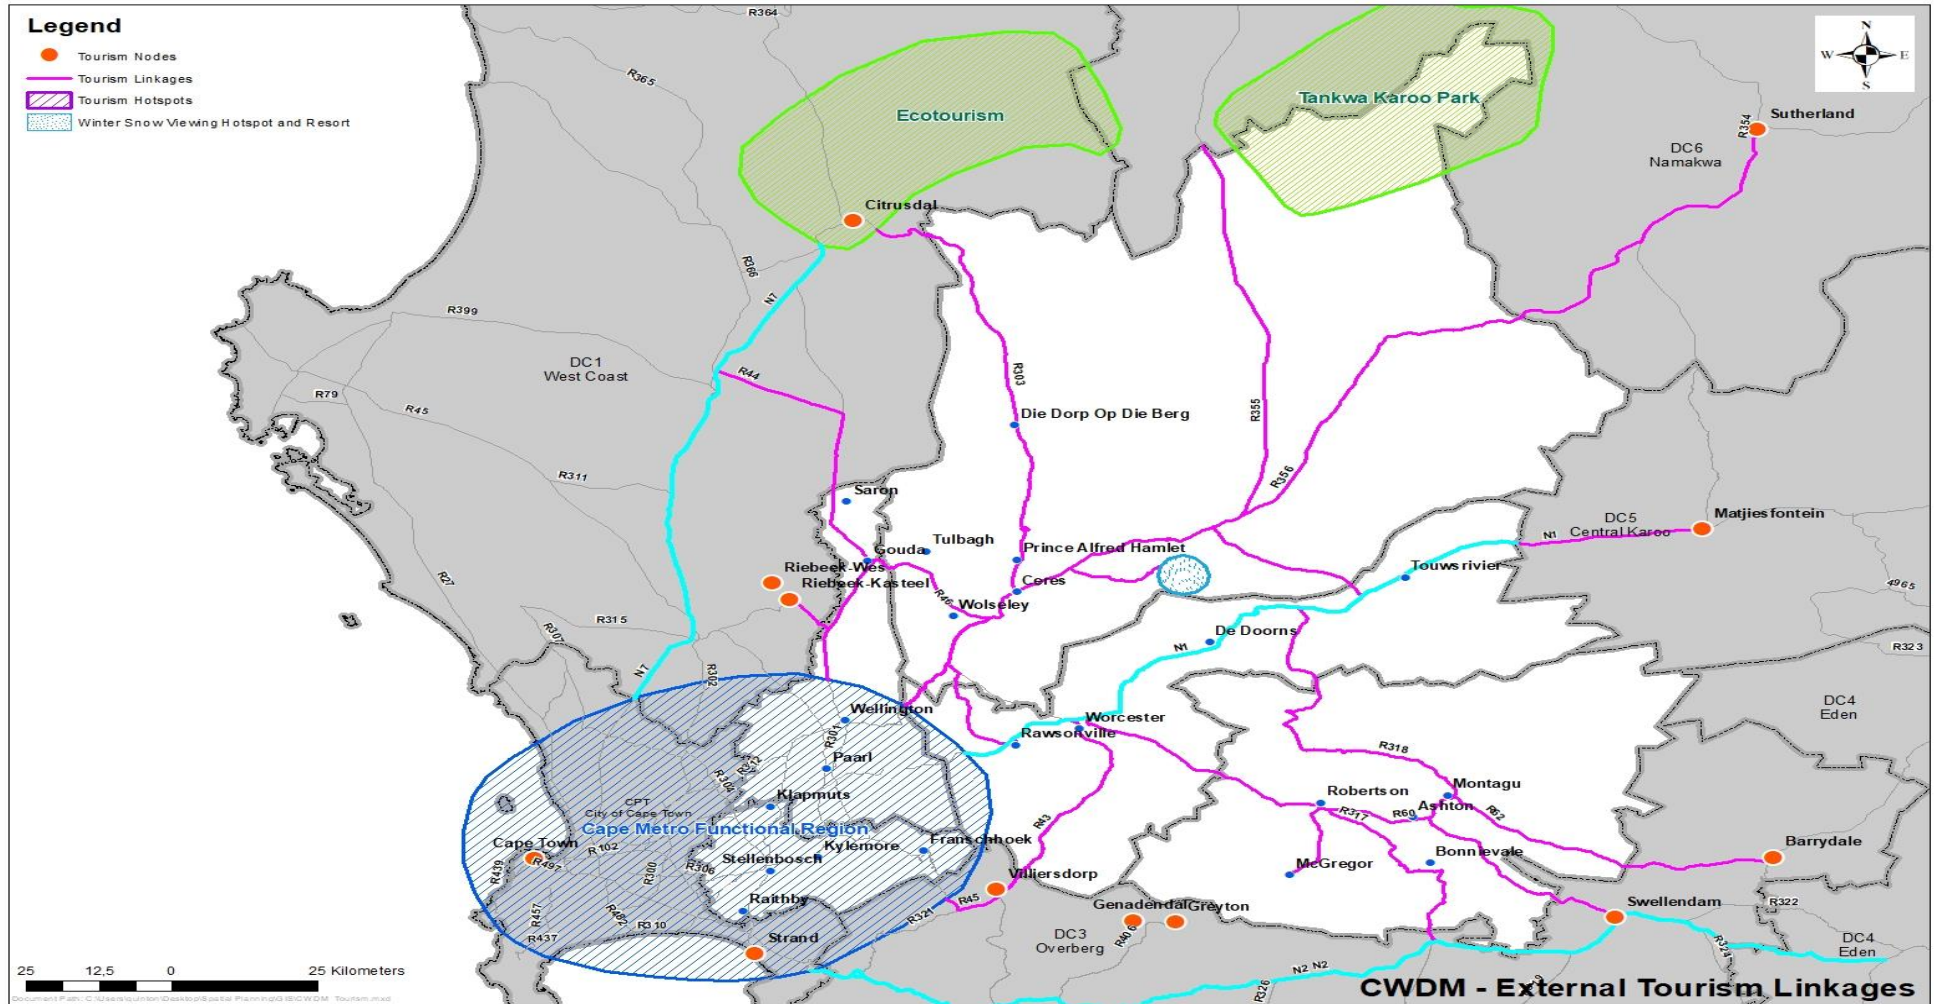 Legend
Tourism Nodes
Tourism Linkages
Tourism Hotspots
Winter Snow Viewing Hotspot and Resort
N
W
E
S
R364
R365
Ecotourism
Tankwa Karoo Park
Sutherland
R354
DC6
Namakwa
Citrusdal
R366
N7
R399
DC1
West Coast
R44
R303
R79
R45
Die Dorp Op Die Berg
R355
R311
R356
Saron
DC5
Central Karoo
N1
Matjiesfontein
Tulbagh
Gouda
Prince Alfred Hamlet
Riebeek-Wes
Riebeek-Kasteel
Ceres
Touwsrivier
R27
4965
R46
Wolseley
R315
R307
De Doorns
N1
R323
N7
R302
DC4
Eden
Wellington
R301
Worcester
Rawsonville
R318
Paarl
R312
R304
Montagu
Klapmuts
Robertson
Ashton
R62
CPT
City of Cape Town
Cape Metro Functional Region
R43
R317
R60
Franschhoek
Cape Town
R102
Kylemore
Barrydale
R497
Stellenbosch
R306
R300
R439
McGregor
Bonnievale
Villiersdorp
R45
Raithby
R321
Genadendal
Greyton
Swellendam
R322
R457
R482
R310
R406
DC3
Overberg
R437
Strand
R324
DC4
Eden
N2 N2
R326
25 12,5 0 25 Kilometers
CWDM - External Tourism Linkages